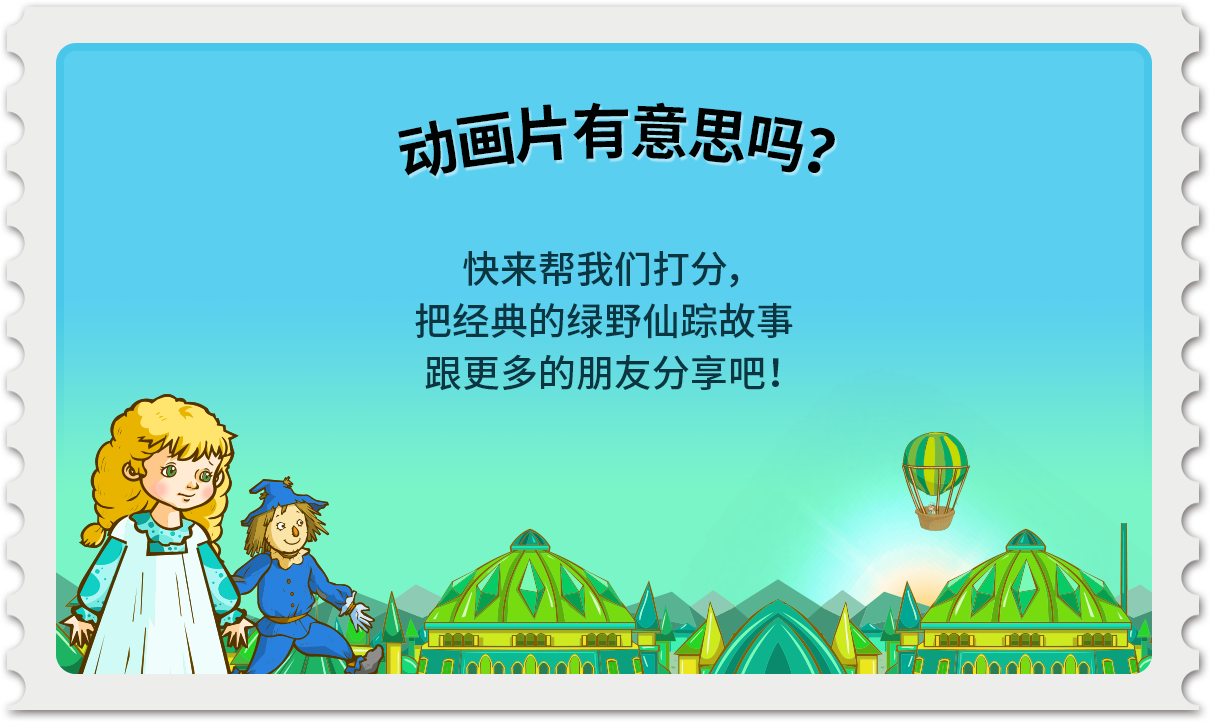 动画片有意思吗？
快来帮我们打分，
把经典的绿野仙踪故事
跟更多的朋友分享吧！